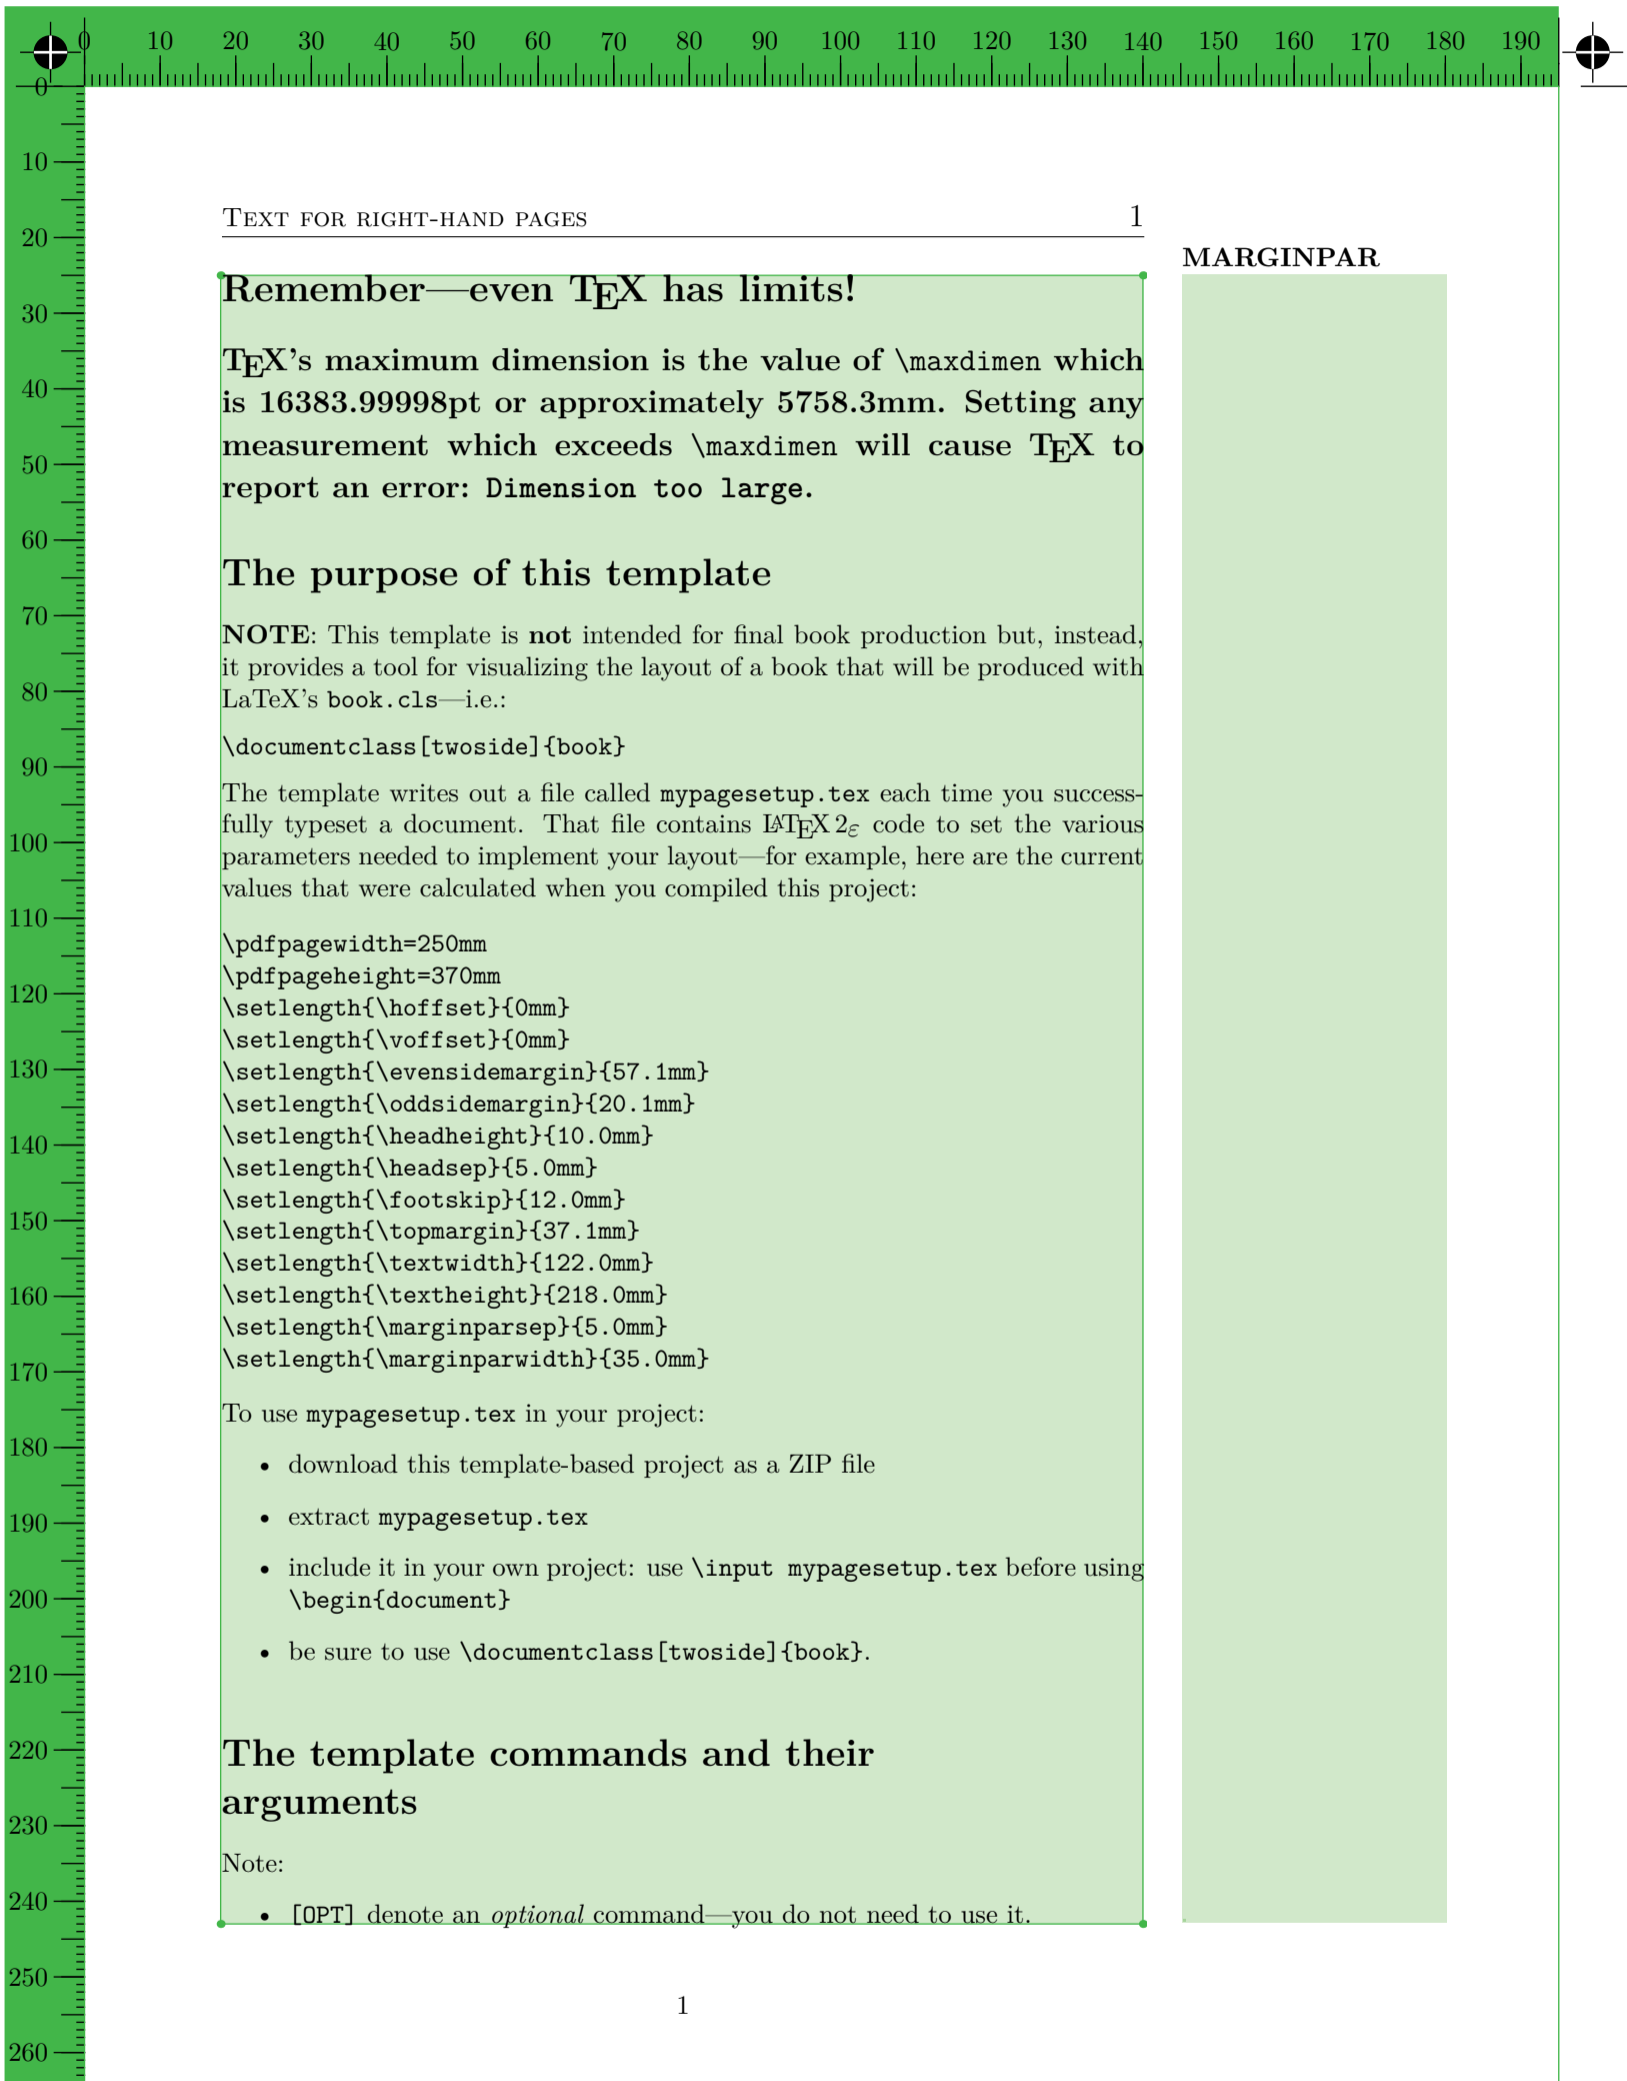 0 10 20 30 40 50 60 70 80 90 100 110 120 130 140 150 160 170 180 190
0
10
20
30
40
50
60
70
80
90
100
110
120
130
140
150
160
170
180
190
200
210
220
230
240
250
260
TEXT FOR RIGHT-HAND PAGES 1
MARGINPAR
Remember—even TEX has limits!
TEX's maximum dimension is the value of \maxdimen which
is 16383.99998pt or approximately 5758.3mm. Setting any
measurement which exceeds \maxdimen will cause TEX to
report an error: Dimension too large.
The purpose of this template
NOTE: This template is not intended for final book production but, instead,
it provides a tool for visualizing the layout of a book that will be produced with
LaTeX's book.cls—i.e.:
\documentclass[twoside]{book}
The template writes out a file called mypagesetup.tex each time you success-
fully typeset a document. That file contains LATEX 2ε code to set the various
parameters needed to implement your layout—for example, here are the current
values that were calculated when you compiled this project:
\pdfpagewidth=250mm
\pdfpageheight=370mm
\setlength{\hoffset}{0mm}
\setlength{\voffset}{0mm}
\setlength{\evensidemargin}{57.1mm}
\setlength{\oddsidemargin}{20.1mm}
\setlength{\headheight}{10.0mm}
\setlength{\headsep}{5.0mm}
\setlength{\footskip}{12.0mm}
\setlength{\topmargin}{37.1mm}
\setlength{\textwidth}{122.0mm}
\setlength{\textheight}{218.0mm}
\setlength{\marginparsep}{5.0mm}
\setlength{\marginparwidth}{35.0mm}
To use mypagesetup.tex in your project:
• download this template-based project as a ZIP file
• extract mypagesetup.tex
• include it in your own project: use \input mypagesetup.tex before using
\begin{document}
• be sure to use \documentclass[twoside]{book}.
The template commands and their
arguments
Note:
• [OPT] denote an optional command—you do not need to use it.
1